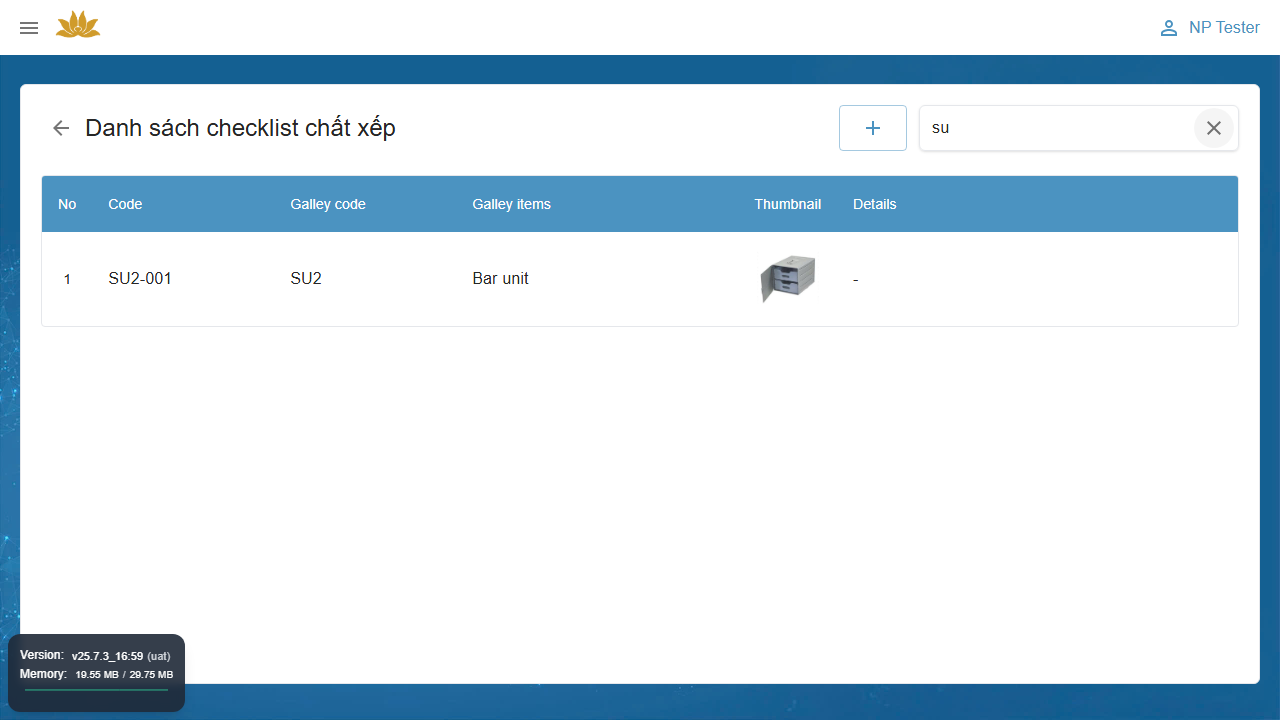 NP Tester
Danh sách checklist chất xếp
su
No Code Galley code Galley items Thumbnail Details
1 SU2-001 SU2 Bar unit -
Version: v25.7.3_16:59 (uat)
Memory: 19.55 MB / 29.75 MB